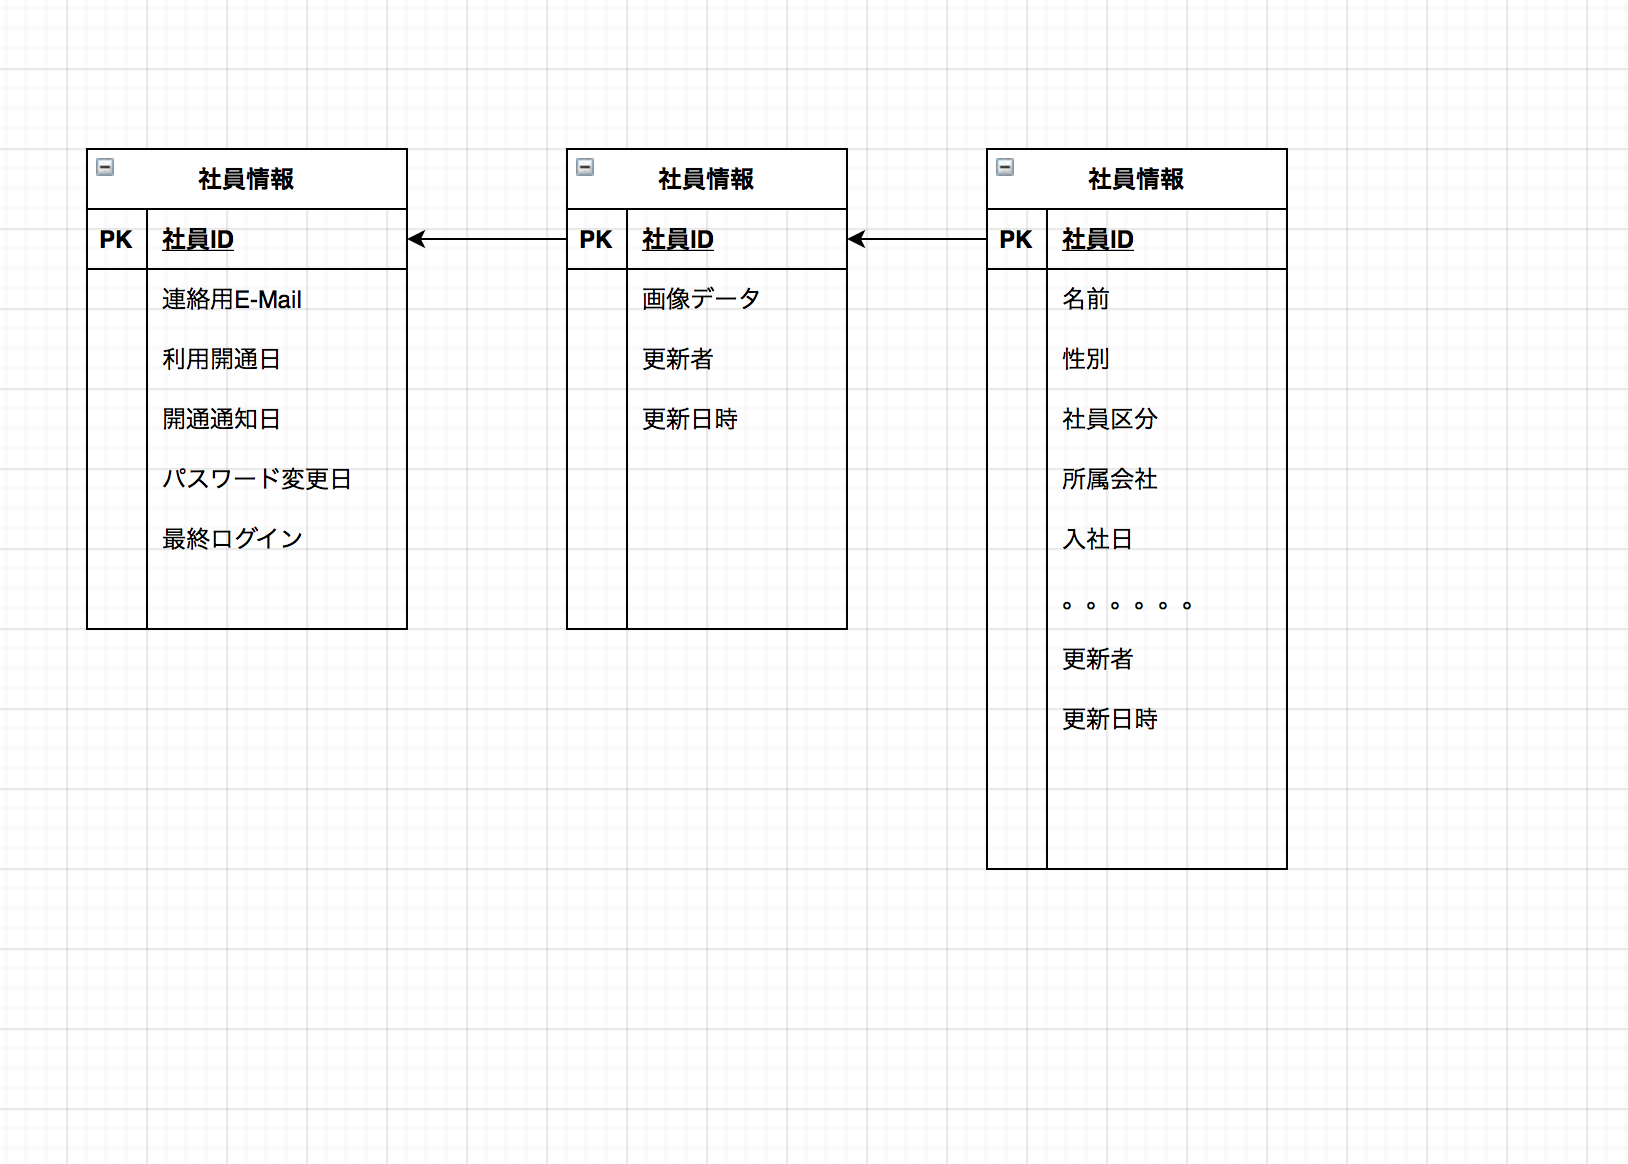 社員情報
PK 社員ID
連絡用E-Mail
利用開通日
開通通知日
パスワード変更日
最終ログイン
社員情報
PK 社員ID
画像データ
更新者
更新日時
社員情報
PK 社員ID
名前
性別
社員区分
所属会社
入社日
。。。。。。
更新者
更新日時